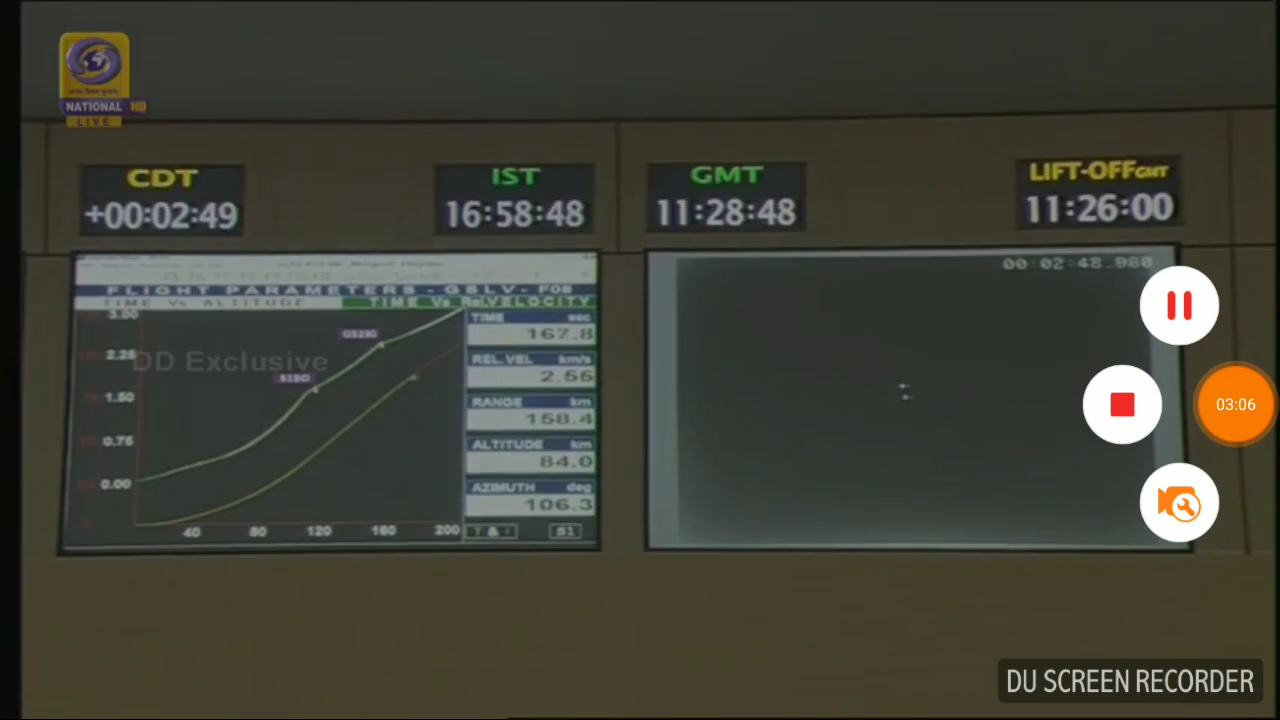 NATIONAL HD
LIVE
CDT
+00:02:49
IST
16:58:48
GMT
11:28:48
LIFT-OFF GMT
11:26:00
00:02:48.960
FLIGHT PARAMETERS - GSLV- F08
TIME Vs ALTITUDE
TIME Vs Rel.VELOCITY
3.00
2.25
1.50
0.75
0.00
40 80 120 160 200
DD Exclusive
TIME sec
167.8
REL.VEL km/s
2.56
RANGE km
158.4
ALTITUDE km
84.0
AZIMUTH deg
106.3
S1
03:06
DU SCREEN RECORDER